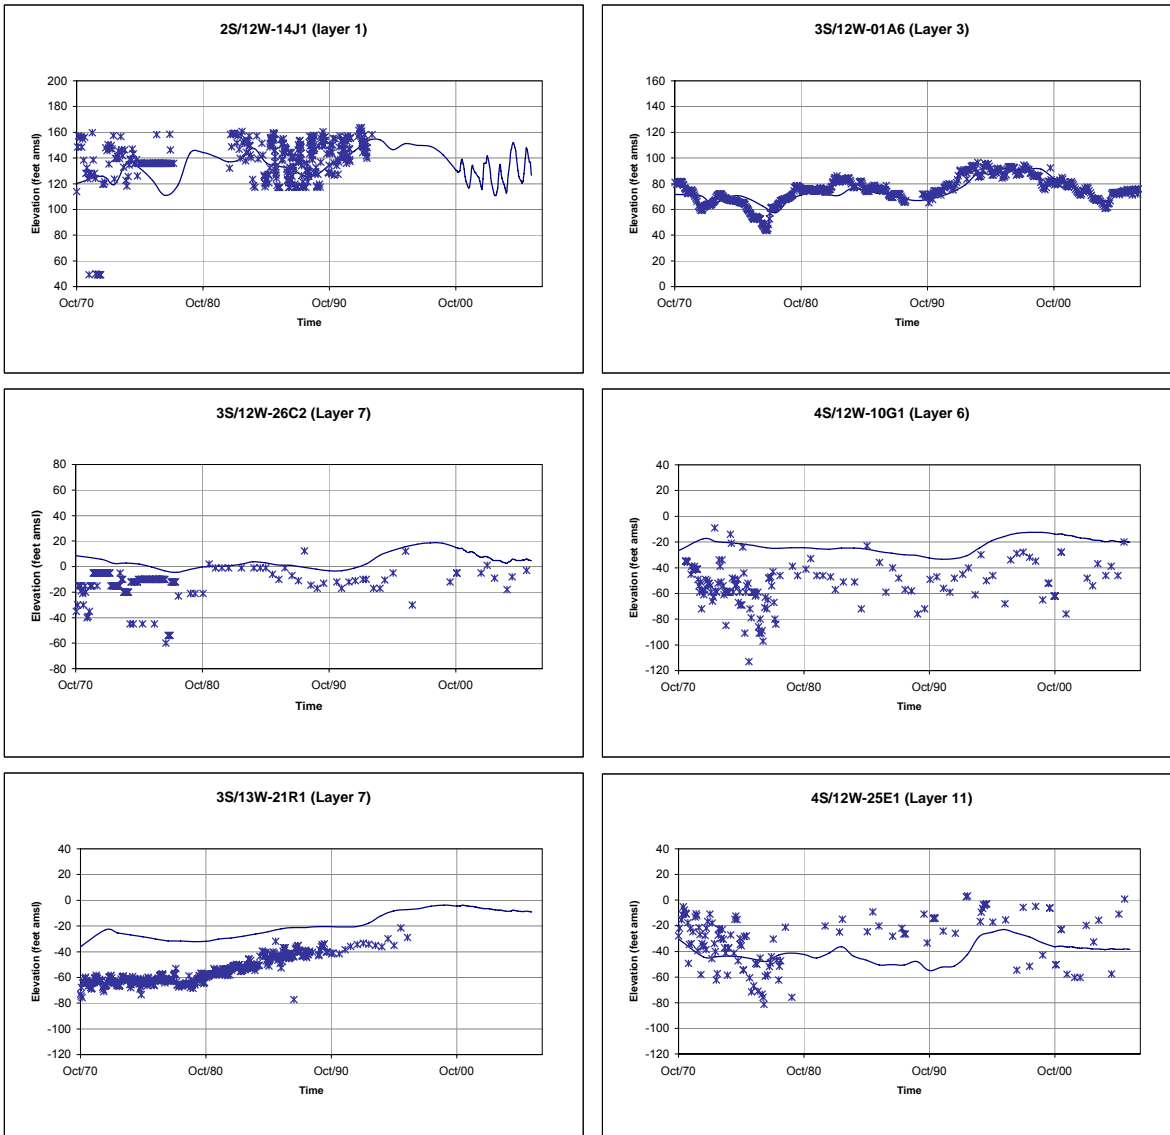 2S/12W-14J1 (layer 1)
Elevation (feet amsl)
200
180
160
140
120
100
80
60
40
Oct/70 Oct/80 Oct/90 Oct/00
Time
3S/12W-01A6 (Layer 3)
Elevation (feet amsl)
160
140
120
100
80
60
40
20
0
Oct/70 Oct/80 Oct/90 Oct/00
Time
3S/12W-26C2 (Layer 7)
Elevation (feet amsl)
80
60
40
20
0
-20
-40
-60
-80
Oct/70 Oct/80 Oct/90 Oct/00
Time
4S/12W-10G1 (Layer 6)
Elevation (feet amsl)
40
20
0
-20
-40
-60
-80
-100
-120
Oct/70 Oct/80 Oct/90 Oct/00
Time
3S/13W-21R1 (Layer 7)
Elevation (feet amsl)
40
20
0
-20
-40
-60
-80
-100
-120
Oct/70 Oct/80 Oct/90 Oct/00
Time
4S/12W-25E1 (Layer 11)
Elevation (feet amsl)
40
20
0
-20
-40
-60
-80
-100
-120
Oct/70 Oct/80 Oct/90 Oct/00
Time